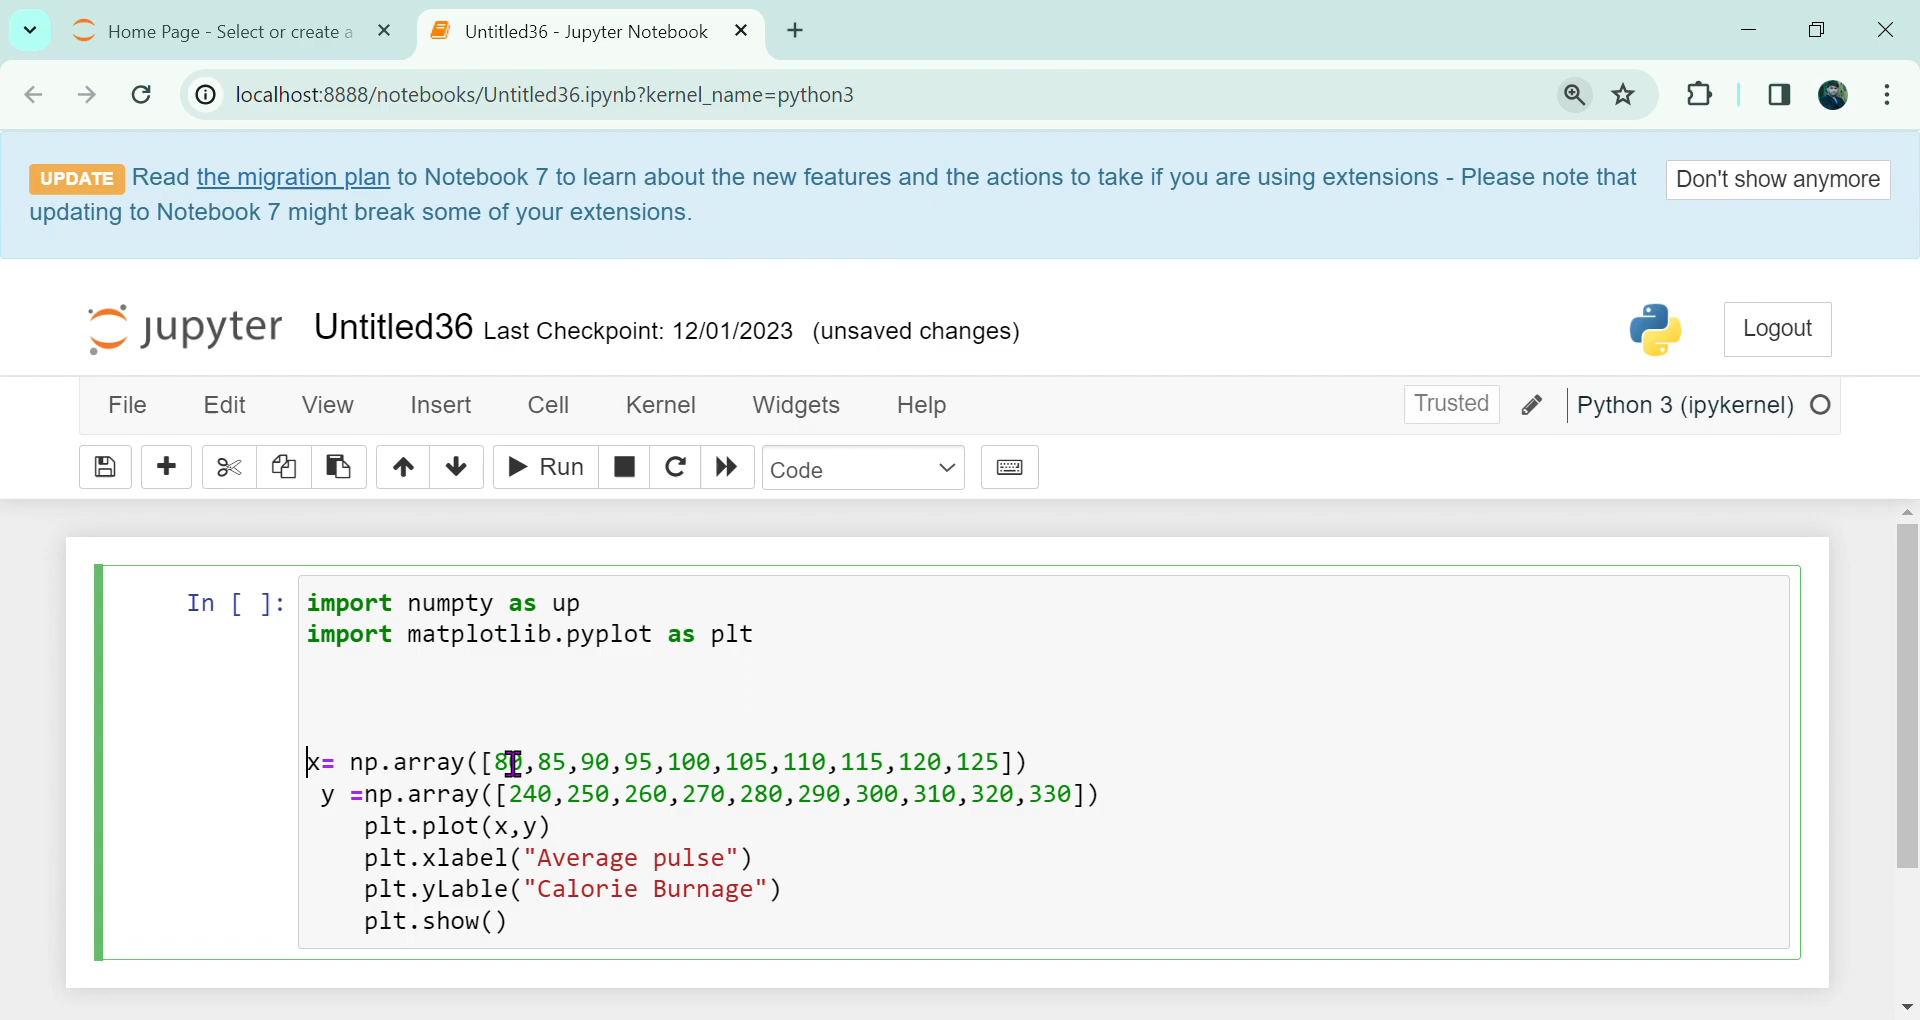 Home Page - Select or create a
Untitled36 - Jupyter Notebook
localhost:8888/notebooks/Untitled36.ipynb?kernel_name=python3
UPDATE Read the migration plan to Notebook 7 to learn about the new features and the actions to take if you are using extensions - Please note that
updating to Notebook 7 might break some of your extensions.
Don't show anymore
jupyter Untitled36 Last Checkpoint: 12/01/2023 (unsaved changes)
Logout
File Edit View Insert Cell Kernel Widgets Help
Trusted
Python 3 (ipykernel)
Run
Code
In [ ]:
import numpty as up
import matplotlib.pyplot as plt
x= np.array([80,85,90,95,100,105,110,115,120,125])
y =np.array([240,250,260,270,280,290,300,310,320,330])
plt.plot(x,y)
plt.xlabel("Average pulse")
plt.yLable("Calorie Burnage")
plt.show()